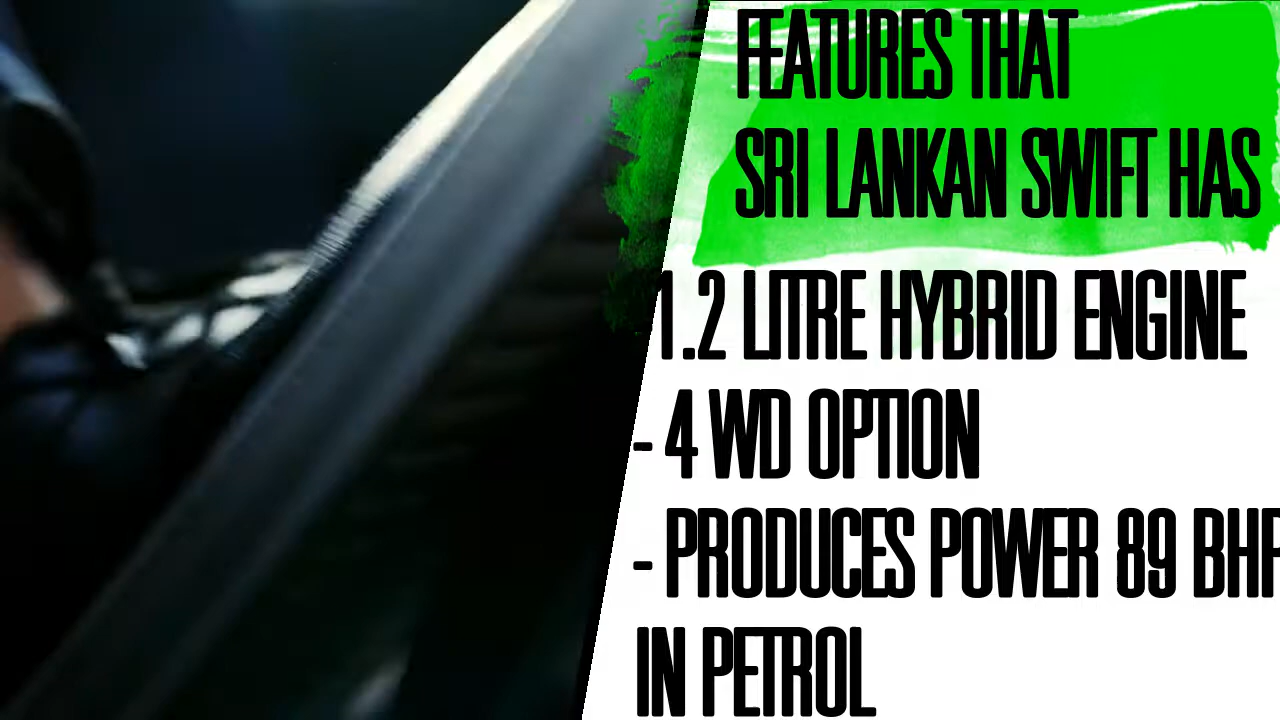 FEATURES THAT
SRI LANKAN SWIFT HAS
1.2 LITRE HYBRID ENGINE
- 4 WD OPTION
- PRODUCES POWER 89 BHP
IN PETROL